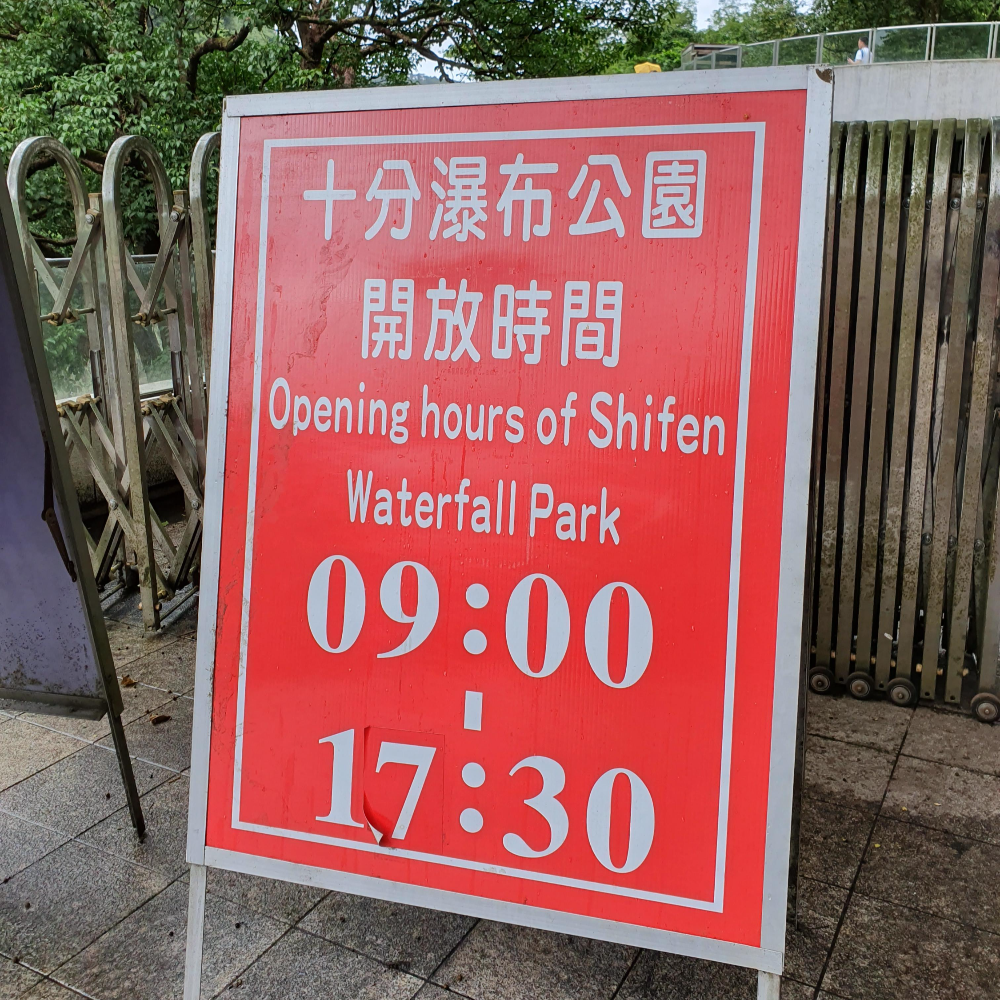 十分瀑布公園
開放時間
Opening hours of Shifen
Waterfall Park
09:00
-
17:30